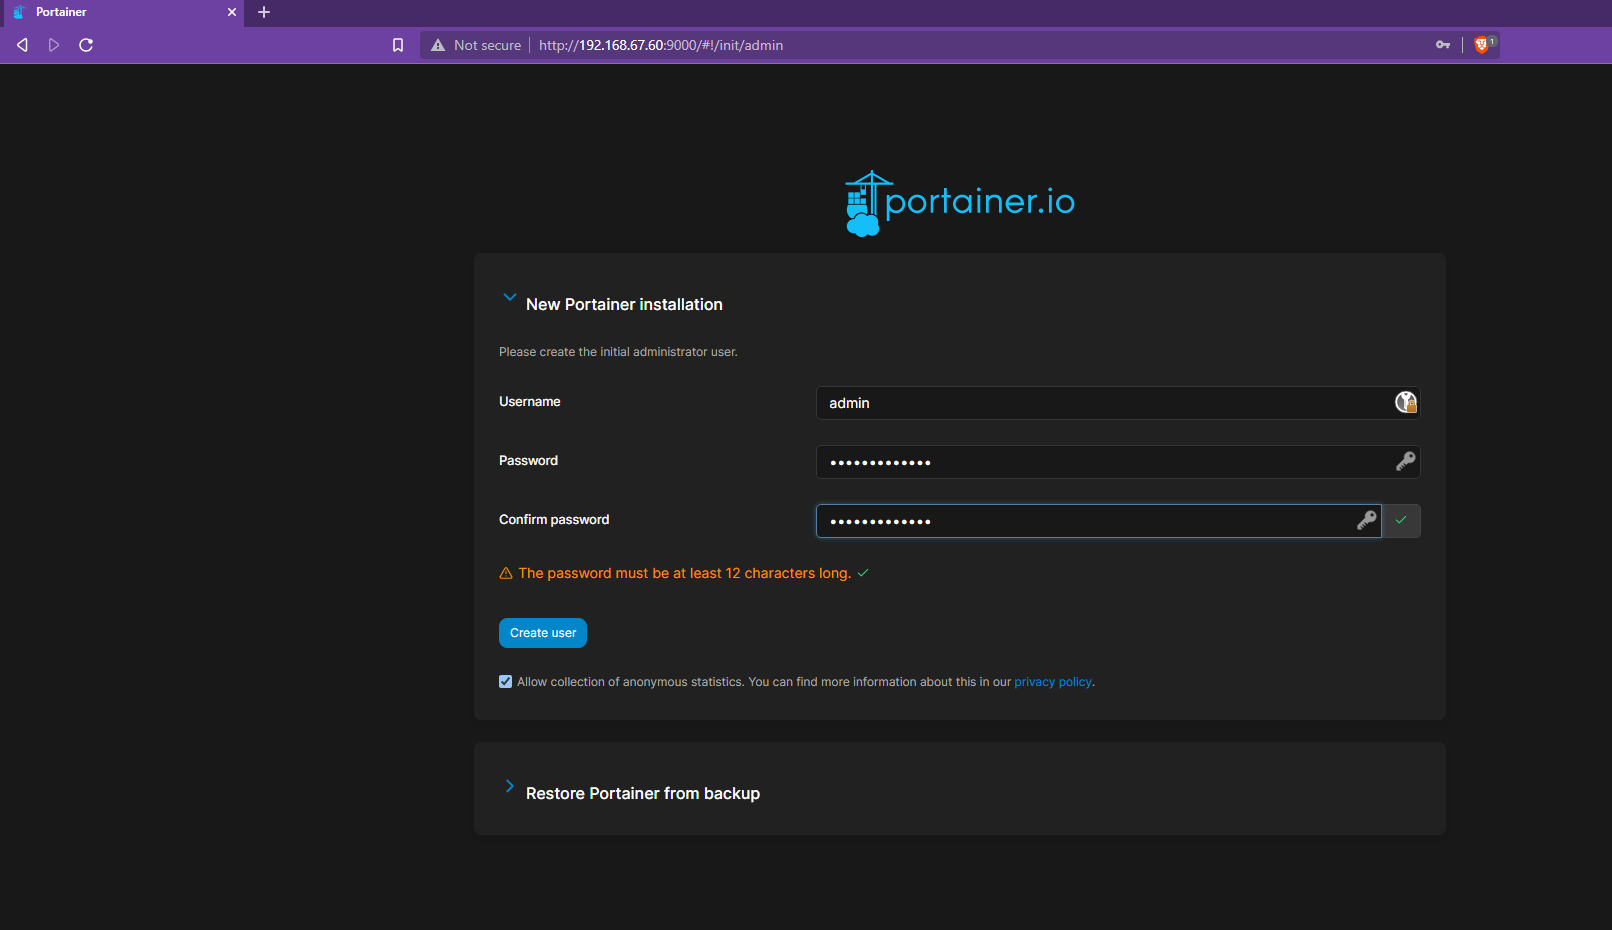 Portainer
Not secure http://192.168.67.60:9000/#!/init/admin 1
portainer.io
New Portainer installation
Please create the initial administrator user.
Username admin
Password •••••••••••••
Confirm password •••••••••••••
The password must be at least 12 characters long.
Create user
Allow collection of anonymous statistics. You can find more information about this in our privacy policy.
Restore Portainer from backup